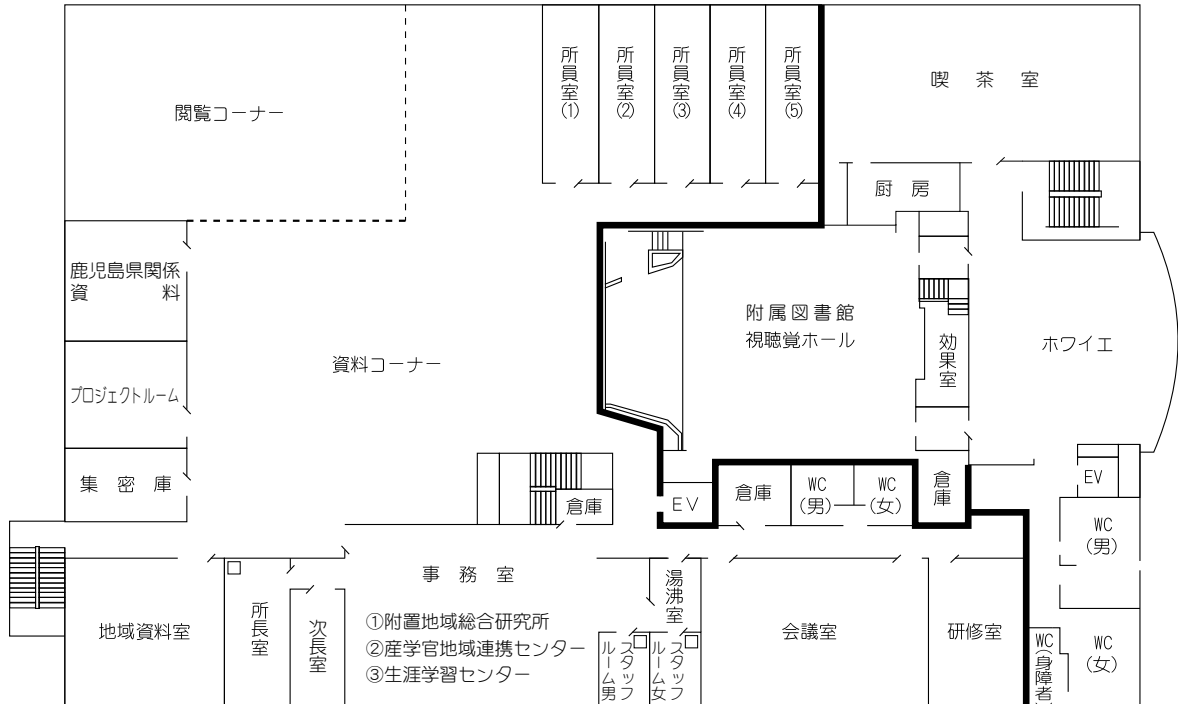 所員室(1)
所員室(2)
所員室(3)
所員室(4)
所員室(5)
喫茶室
閲覧コーナー
厨房
鹿児島県関係
資料
附属図書館
視聴覚ホール
ホワイエ
効果室
資料コーナー
プロジェクトルーム
集密庫
倉庫
EV
倉庫
WC
(男)
WC
(女)
倉庫
EV
WC
(男)
事務室
湯沸室
地域資料室
所長室
次長室
①附置地域総合研究所
②産学官地域連携センター
③生涯学習センター
スタッフ
ルーム男
スタッフ
ルーム女
会議室
研修室
WC(身障者)
WC
(女)